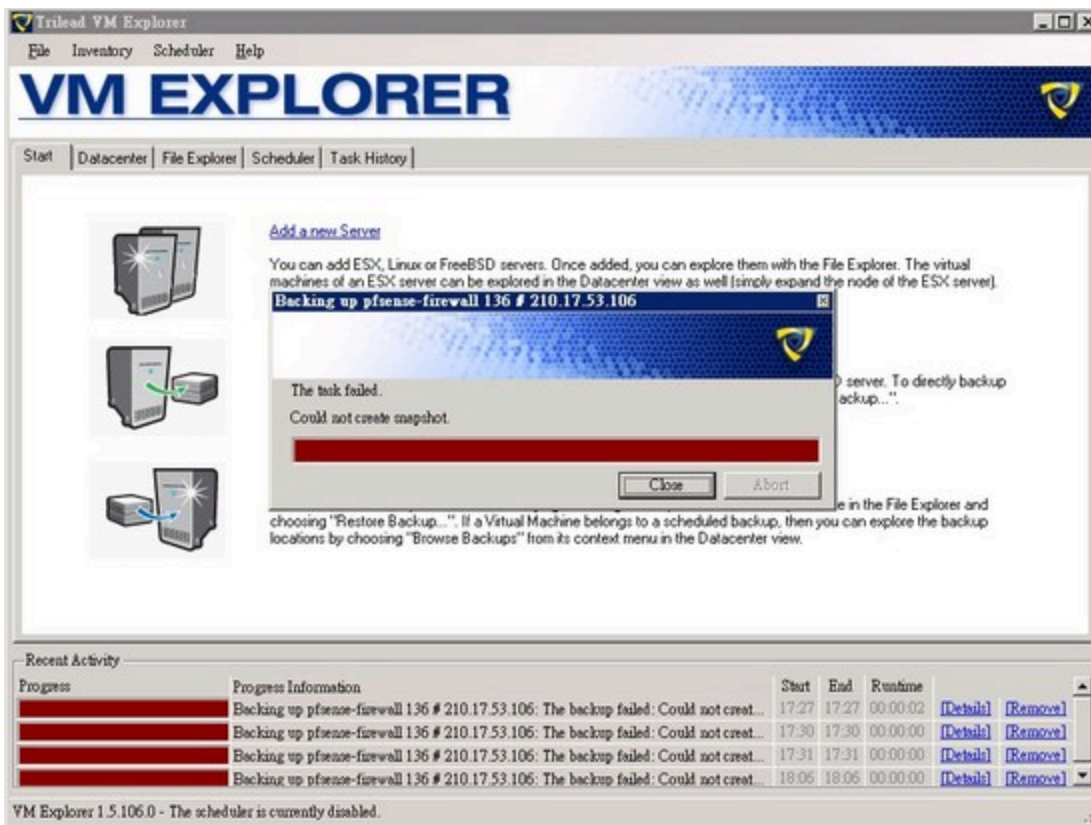 Trilead VM Explorer
File Inventory Scheduler Help
VM EXPLORER
Start Datacenter File Explorer Scheduler Task History
Add a new Server
You can add ESX, Linux or FreeBSD servers. Once added, you can explore them with the File Explorer. The virtual
machines of an ESX server can be explored in the Datacenter view as well (simply expand the node of the ESX server).
Backing up pfsense-firewall 136 # 210.17.53.106
The task failed.
Could not create snapshot.
Close Abort
server. To directly backup
ackup...".
e in the File Explorer and
choosing "Restore Backup...". If a Virtual Machine belongs to a scheduled backup, then you can explore the backup
locations by choosing "Browse Backups" from its context menu in the Datacenter view.
Recent Activity
Progress Progress Information Start End Runtime
Backing up pfsense-firewall 136 # 210.17.53.106: The backup failed: Could not creat... 17:27 17:27 00:00:02 [Details] [Remove]
Backing up pfsense-firewall 136 # 210.17.53.106: The backup failed: Could not creat... 17:30 17:30 00:00:00 [Details] [Remove]
Backing up pfsense-firewall 136 # 210.17.53.106: The backup failed: Could not creat... 17:31 17:31 00:00:00 [Details] [Remove]
Backing up pfsense-firewall 136 # 210.17.53.106: The backup failed: Could not creat... 18:06 18:06 00:00:00 [Details] [Remove]
VM Explorer 1.5.106.0 - The scheduler is currently disabled.